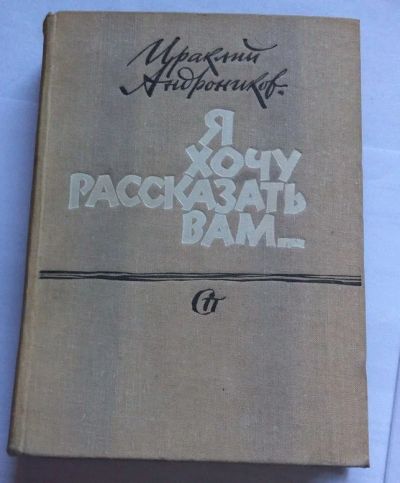 Ираклий
Андроников.
Я
ХОЧУ
РАССКАЗАТЬ
ВАМ...
СП